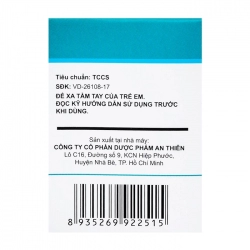 Tiêu chuẩn: TCCS
SĐK: VD-26108-17
ĐỂ XA TẦM TAY CỦA TRẺ EM.
ĐỌC KỸ HƯỚNG DẪN SỬ DỤNG TRƯỚC
KHI DÙNG.
Sản xuất tại nhà máy:
CÔNG TY CỔ PHẦN DƯỢC PHẨM AN THIÊN
Lô C16, Đường số 9, KCN Hiệp Phước,
Huyện Nhà Bè, TP. Hồ Chí Minh
8 935269 922515